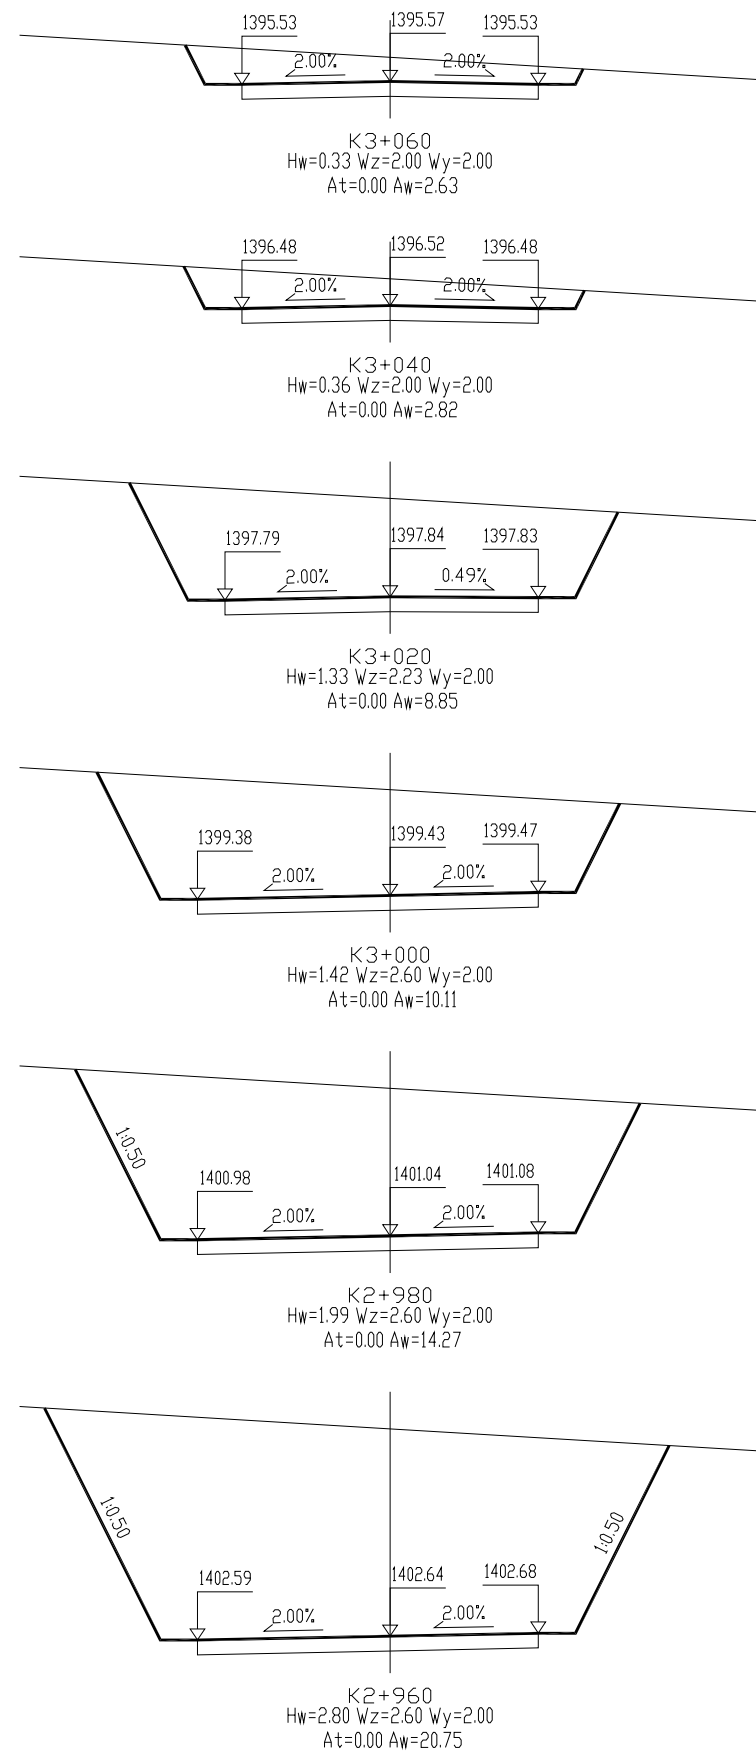 1395.53 1395.57 1395.53
2.00% 2.00%
K3+060
Hw=0.33 Wz=2.00 Wy=2.00
At=0.00 Aw=2.63
1396.48 1396.52 1396.48
2.00% 2.00%
K3+040
Hw=0.36 Wz=2.00 Wy=2.00
At=0.00 Aw=2.82
1397.79 1397.84 1397.83
2.00% 0.49%
K3+020
Hw=1.33 Wz=2.23 Wy=2.00
At=0.00 Aw=8.85
1399.38 1399.43 1399.47
2.00% 2.00%
K3+000
Hw=1.42 Wz=2.60 Wy=2.00
At=0.00 Aw=10.11
1:0.50
1400.98 1401.04 1401.08
2.00% 2.00%
K2+980
Hw=1.99 Wz=2.60 Wy=2.00
At=0.00 Aw=14.27
1:0.50 1:0.50
1402.59 1402.64 1402.68
2.00% 2.00%
K2+960
Hw=2.80 Wz=2.60 Wy=2.00
At=0.00 Aw=20.75